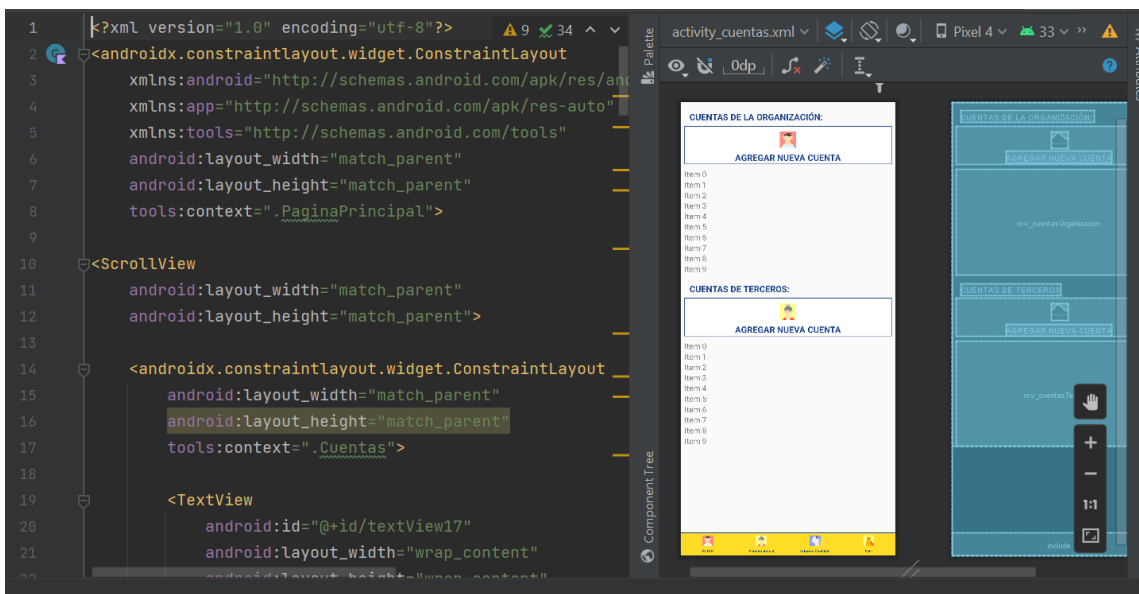 1 <?xml version="1.0" encoding="utf-8"?>
9 34
2 <androidx.constraintlayout.widget.ConstraintLayout
3 xmlns:android="http://schemas.android.com/apk/res/and
4 xmlns:app="http://schemas.android.com/apk/res-auto"
5 xmlns:tools="http://schemas.android.com/tools"
6 android:layout_width="match_parent"
7 android:layout_height="match_parent"
8 tools:context=".PaginaPrincipal">
9
10 <ScrollView
11 android:layout_width="match_parent"
12 android:layout_height="match_parent">
13
14 <androidx.constraintlayout.widget.ConstraintLayout
15 android:layout_width="match_parent"
16 android:layout_height="match_parent"
17 tools:context=".Cuentas">
18
19 <TextView
20 android:id="@+id/textView17"
21 android:layout_width="wrap_content"
22 android:layout_height="wrap_content"
Palette
Component Tree
activity_cuentas.xml
Pixel 4
33
0dp
Attributes
CUENTAS DE LA ORGANIZACIÓN:
AGREGAR NUEVA CUENTA
Item 0
Item 1
Item 2
Item 3
Item 4
Item 5
Item 6
Item 7
Item 8
Item 9
CUENTAS DE TERCEROS:
AGREGAR NUEVA CUENTA
Item 0
Item 1
Item 2
Item 3
Item 4
Item 5
Item 6
Item 7
Item 8
Item 9
CUENTAS DE LA ORGANIZACIÓN:
AGREGAR NUEVA CUENTA
rcv_cuentasOrganizacion
CUENTAS DE TERCEROS
AGREGAR NUEVA CUENTA
rcv_cuentasTe
include
1:1